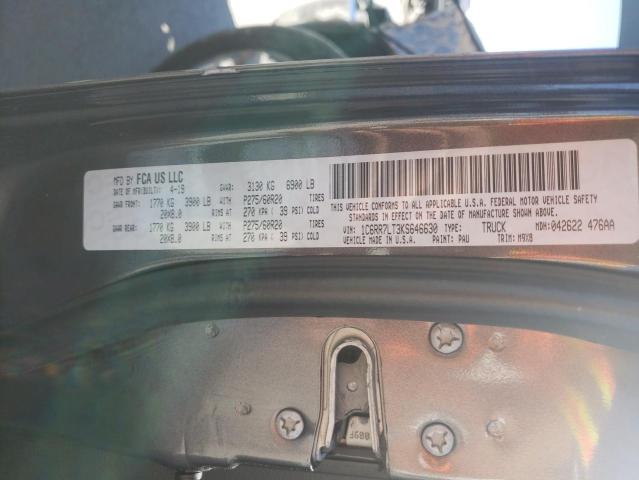 MFD BY FCA US LLC
DATE OF MFR(BUILT): 4-19 GVWR: 3130 KG 6900 LB
GAWR FRONT: 1770 KG 3900 LB WITH P275/60R20 TIRES
20X8.0 RIMS AT 270 KPA ( 39 PSI) COLD
GAWR REAR: 1770 KG 3900 LB WITH P275/60R20 TIRES
20X8.0 RIMS AT 270 KPA ( 39 PSI) COLD
THIS VEHICLE CONFORMS TO ALL APPLICABLE U.S.A. FEDERAL MOTOR VEHICLE SAFETY
STANDARDS IN EFFECT ON THE DATE OF MANUFACTURE SHOWN ABOVE.
VIN: 1C6RR7LT3KS646630 TYPE: TRUCK MDH: 042622 476AA
VEHICLE MADE IN PAINT: PAU TRIM: M9X8